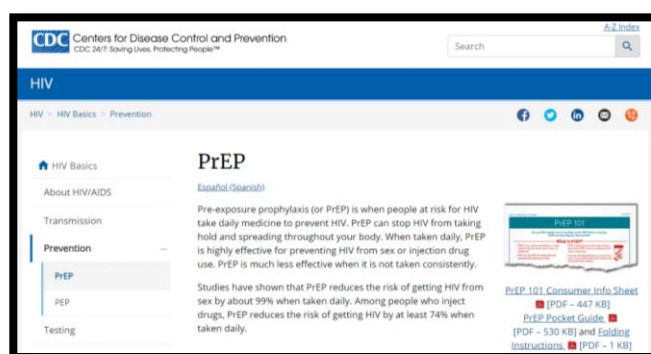 A-Z Index
CDC Centers for Disease Control and Prevention
CDC 24/7: Saving Lives, Protecting People™
Search
HIV
HIV > HIV Basics > Prevention
HIV Basics
About HIV/AIDS
Transmission
Prevention
PrEP
PEP
Testing
PrEP
Español (Spanish)
Pre-exposure prophylaxis (or PrEP) is when people at risk for HIV
take daily medicine to prevent HIV. PrEP can stop HIV from taking
hold and spreading throughout your body. When taken daily, PrEP
is highly effective for preventing HIV from sex or injection drug
use. PrEP is much less effective when it is not taken consistently.
Studies have shown that PrEP reduces the risk of getting HIV from
sex by about 99% when taken daily. Among people who inject
drugs, PrEP reduces the risk of getting HIV by at least 74% when
taken daily.
PrEP 101
What is PrEP?
PrEP 101 Consumer Info Sheet
[PDF – 447 KB]
PrEP Pocket Guide
[PDF – 530 KB] and Folding
Instructions [PDF – 1 KB]